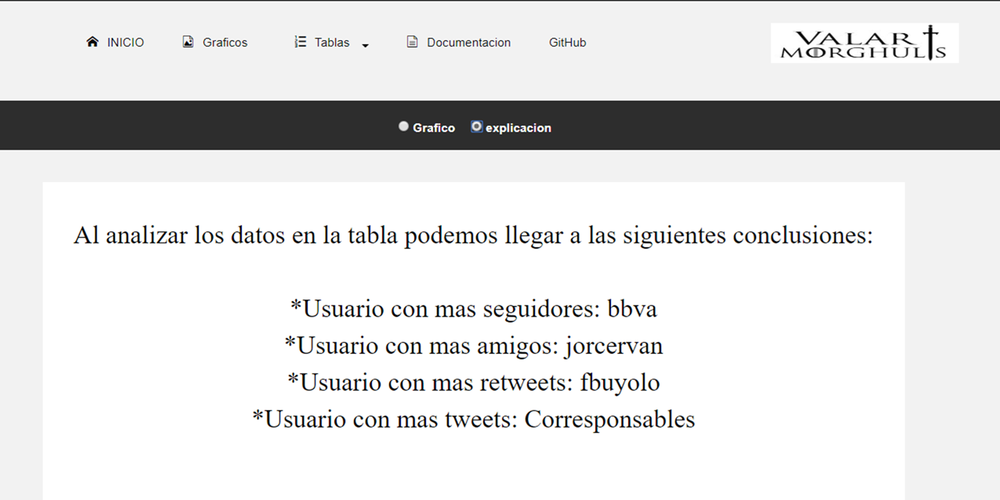 INICIO Graficos Tablas Documentacion GitHub
VALAR
MORGHULIS
Grafico explicacion
Al analizar los datos en la tabla podemos llegar a las siguientes conclusiones:
*Usuario con mas seguidores: bbva
*Usuario con mas amigos: jorcervan
*Usuario con mas retweets: fbuyolo
*Usuario con mas tweets: Corresponsables